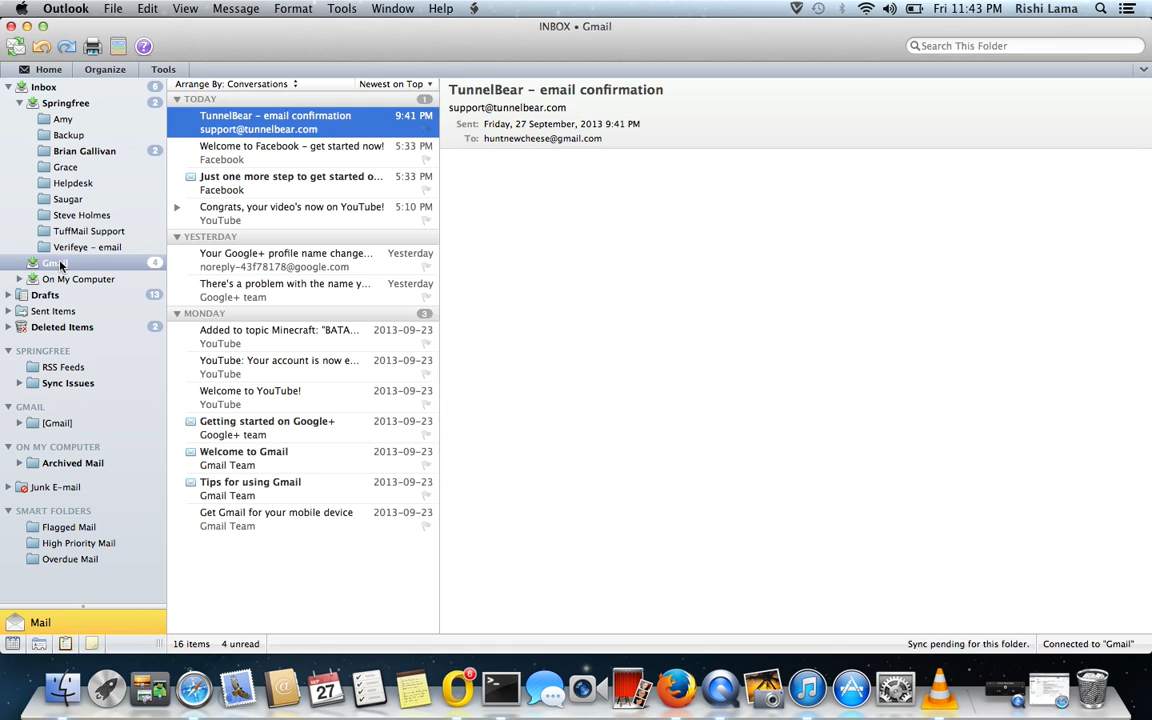 Outlook File Edit View Message Format Tools Window Help Fri 11:43 PM Rishi Lama
INBOX • Gmail
Search This Folder
Home Organize Tools
Inbox 6
Springfree 2
Amy
Backup
Brian Gallivan 2
Grace
Helpdesk
Saugar
Steve Holmes
TuffMail Support
Verifeye – email
4
On My Computer
Drafts 13
Sent Items
Deleted Items 2
SPRINGFREE
RSS Feeds
Sync Issues
GMAIL
[Gmail]
ON MY COMPUTER
Archived Mail
Junk E-mail
SMART FOLDERS
Flagged Mail
High Priority Mail
Overdue Mail
Mail
Arrange By: Conversations Newest on Top
TODAY 1
TunnelBear – email confirmation 9:41 PM
support@tunnelbear.com
Welcome to Facebook – get started now! 5:33 PM
Facebook
Just one more step to get started o... 5:33 PM
Facebook
Congrats, your video's now on YouTube! 5:10 PM
YouTube
YESTERDAY
Your Google+ profile name change... Yesterday
noreply-43f78178@google.com
There's a problem with the name y... Yesterday
Google+ team
MONDAY 3
Added to topic Minecraft: "BATA... 2013-09-23
YouTube
YouTube: Your account is now e... 2013-09-23
YouTube
Welcome to YouTube! 2013-09-23
YouTube
Getting started on Google+ 2013-09-23
Google+ team
Welcome to Gmail 2013-09-23
Gmail Team
Tips for using Gmail 2013-09-23
Gmail Team
Get Gmail for your mobile device 2013-09-23
Gmail Team
16 items 4 unread
TunnelBear – email confirmation
support@tunnelbear.com
Sent: Friday, 27 September, 2013 9:41 PM
To: huntnewcheese@gmail.com
Sync pending for this folder. Connected to "Gmail"
SEP
27
6